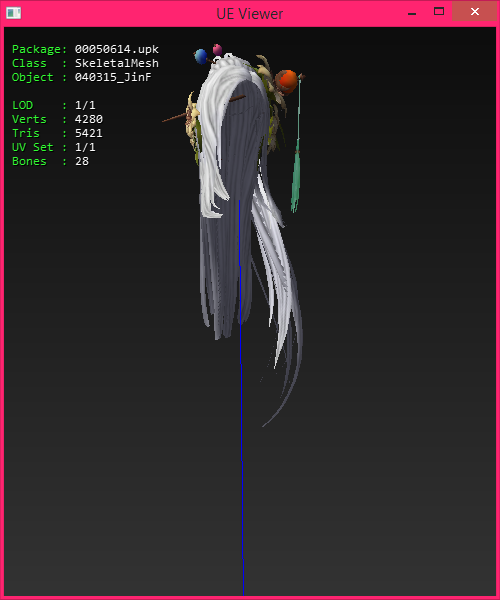 UE Viewer
Package: 00050614.upk
Class  : SkeletalMesh
Object : 040315_JinF
LOD    : 1/1
Verts  : 4280
Tris   : 5421
UV Set : 1/1
Bones  : 28